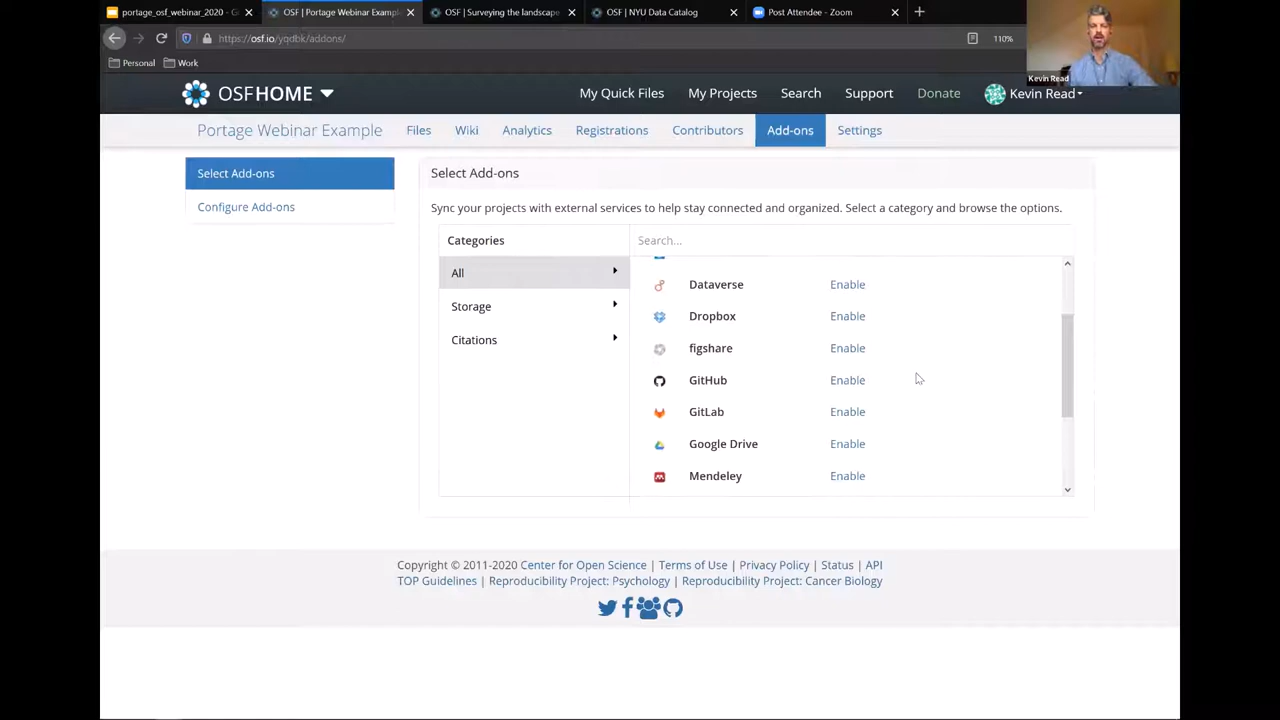 portage_osf_webinar_2020 - G
OSF | Portage Webinar Example
OSF | Surveying the landscape
OSF | NYU Data Catalog
Post Attendee - Zoom
https://osf.io/yqdbk/addons/
110%
Personal
Work
Kevin Read
OSFHOME
My Quick Files
My Projects
Search
Support
Donate
Kevin Read
Portage Webinar Example
Files
Wiki
Analytics
Registrations
Contributors
Add-ons
Settings
Select Add-ons
Configure Add-ons
Select Add-ons
Sync your projects with external services to help stay connected and organized. Select a category and browse the options.
Categories
Search...
All
Storage
Citations
Dataverse Enable
Dropbox Enable
figshare Enable
GitHub Enable
GitLab Enable
Google Drive Enable
Mendeley Enable
Copyright © 2011-2020 Center for Open Science | Terms of Use | Privacy Policy | Status | API
TOP Guidelines | Reproducibility Project: Psychology | Reproducibility Project: Cancer Biology